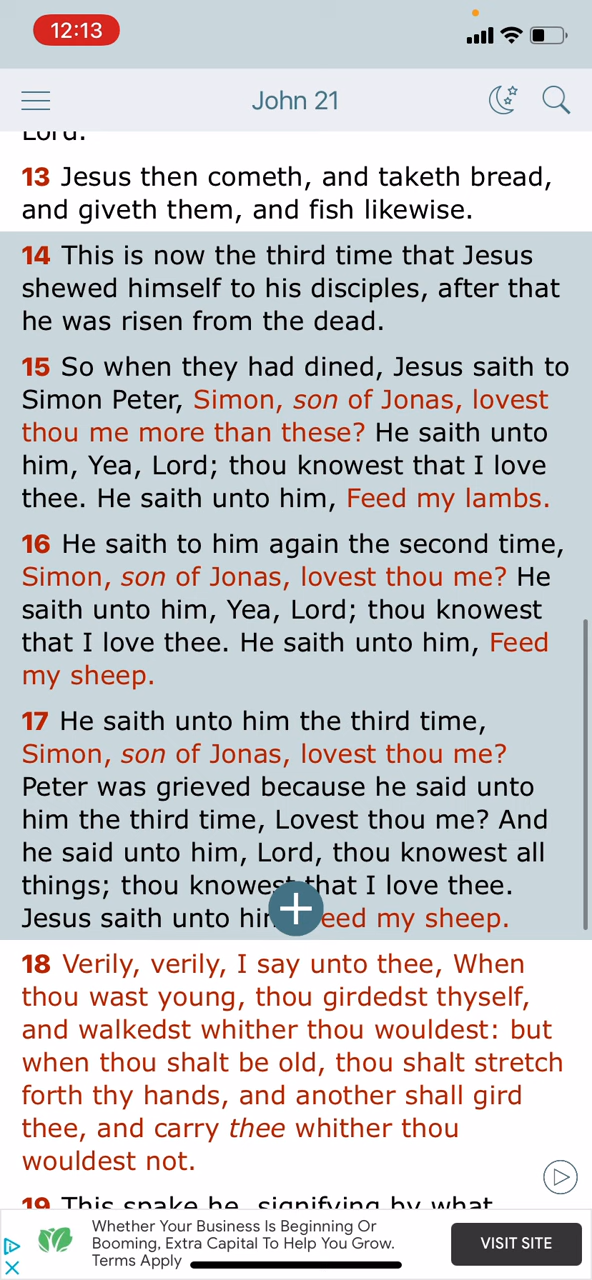 12:13
John 21
Lord.
13 Jesus then cometh, and taketh bread,
and giveth them, and fish likewise.
14 This is now the third time that Jesus
shewed himself to his disciples, after that
he was risen from the dead.
15 So when they had dined, Jesus saith to
Simon Peter, Simon, son of Jonas, lovest
thou me more than these? He saith unto
him, Yea, Lord; thou knowest that I love
thee. He saith unto him, Feed my lambs.
16 He saith to him again the second time,
Simon, son of Jonas, lovest thou me? He
saith unto him, Yea, Lord; thou knowest
that I love thee. He saith unto him, Feed
my sheep.
17 He saith unto him the third time,
Simon, son of Jonas, lovest thou me?
Peter was grieved because he said unto
him the third time, Lovest thou me? And
he said unto him, Lord, thou knowest all
things; thou knowest that I love thee.
Jesus saith unto him, Feed my sheep.
18 Verily, verily, I say unto thee, When
thou wast young, thou girdedst thyself,
and walkedst whither thou wouldest: but
when thou shalt be old, thou shalt stretch
forth thy hands, and another shall gird
thee, and carry thee whither thou
wouldest not.
19 This spake he, signifying by what
Whether Your Business Is Beginning Or
Booming, Extra Capital To Help You Grow.
Terms Apply
VISIT SITE